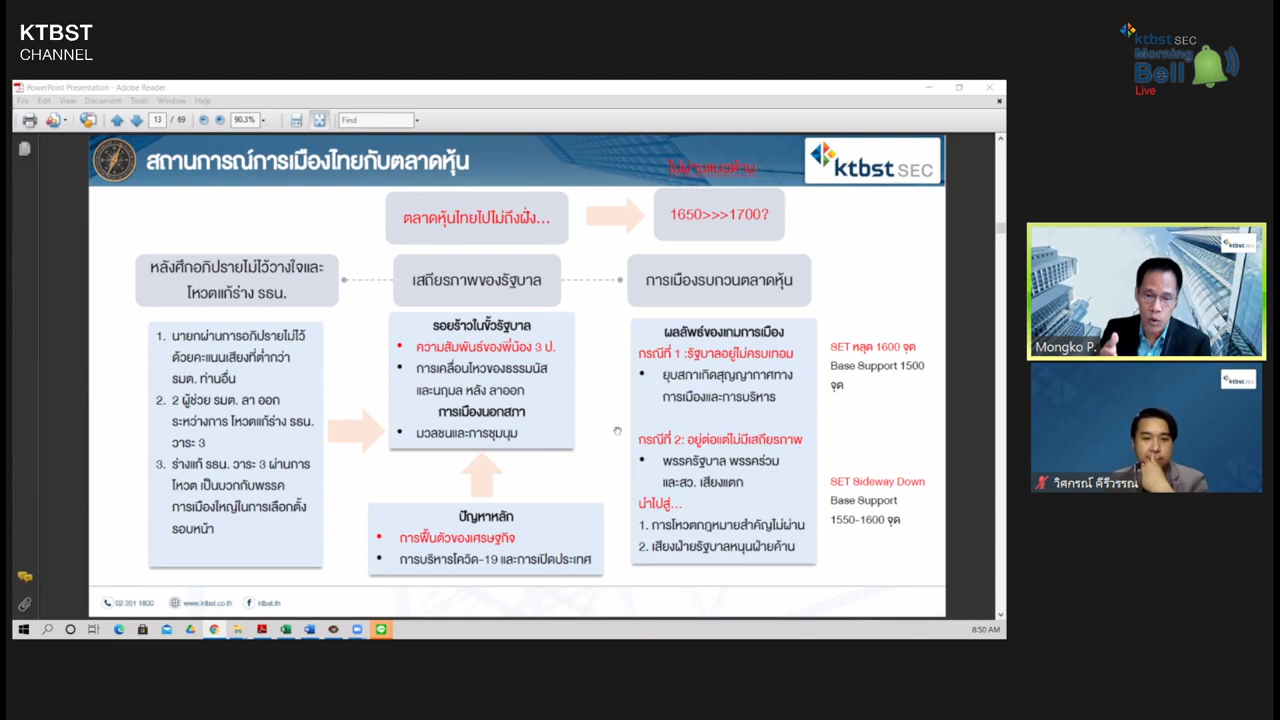 KTBST
CHANNEL
ktbst SEC
Morning
Bell
Live
PowerPoint Presentation - Adobe Reader
File Edit View Document Tools Window Help
13 / 69 90.3% Find
สถานการณ์การเมืองไทยกับตลาดหุ้น
ไม่ผ่านแนวต้าน
ktbst SEC
ตลาดหุ้นไทยไปไม่ถึงฝั่ง...
1650>>>1700?
หลังศึกอภิปรายไม่ไว้วางใจและ
โหวตแก้ร่าง รธน.
เสถียรภาพของรัฐบาล
การเมืองรบกวนตลาดหุ้น
1. นายกผ่านการอภิปรายไม่ไว้
ด้วยคะแนนเสียงที่ต่ำกว่า
รมต. ท่านอื่น
2. 2 ผู้ช่วย รมต. ลา ออก
ระหว่างการ โหวตแก้ร่าง รธน.
วาระ 3
3. ร่างแก้ รธน. วาระ 3 ผ่านการ
โหวต เป็นบวกกับพรรค
การเมืองใหญ่ในการเลือกตั้ง
รอบหน้า
รอยร้าวในขั้วรัฐบาล
• ความสัมพันธ์ของพี่น้อง 3 ป.
• การเคลื่อนไหวของธรรมนัส
และนฤมล หลัง ลาออก
การเมืองนอกสภา
• มวลชนและการชุมนุม
ปัญหาหลัก
• การฟื้นตัวของเศรษฐกิจ
• การบริหารโควิด-19 และการเปิดประเทศ
ผลลัพธ์ของเกมการเมือง
กรณีที่ 1 :รัฐบาลอยู่ไม่ครบเทอม
• ยุบสภาเกิดสุญญากาศทาง
การเมืองและการบริหาร
กรณีที่ 2: อยู่ต่อแต่ไม่มีเสถียรภาพ
• พรรครัฐบาล พรรคร่วม
และสว. เสียงแตก
นำไปสู่...
1. การโหวตกฎหมายสำคัญไม่ผ่าน
2. เสียงฝ่ายรัฐบาลหนุนฝ่ายค้าน
SET หลุด 1600 จุด
Base Support 1500
จุด
SET Sideway Down
Base Support
1550-1600 จุด
02 351 1800 www.ktbst.co.th ktbst.th
8:50 AM
ktbst SEC
Mongko P.
ktbst SEC
วิศกรณ์ คีรีวรรณ